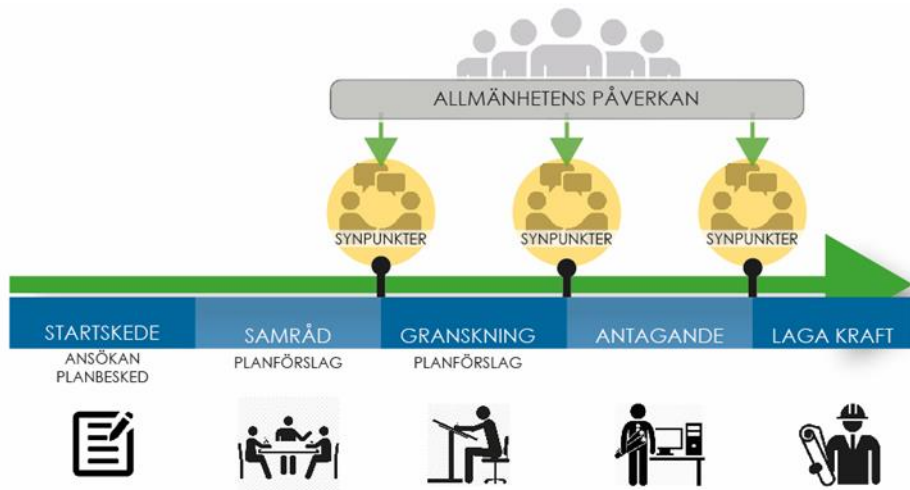 ALLMÄNHETENS PÅVERKAN
SYNPUNKTER
SYNPUNKTER
SYNPUNKTER
STARTSKEDE
SAMRÅD
GRANSKNING
ANTAGANDE
LAGA KRAFT
ANSÖKAN
PLANBESKED
PLANFÖRSLAG
PLANFÖRSLAG